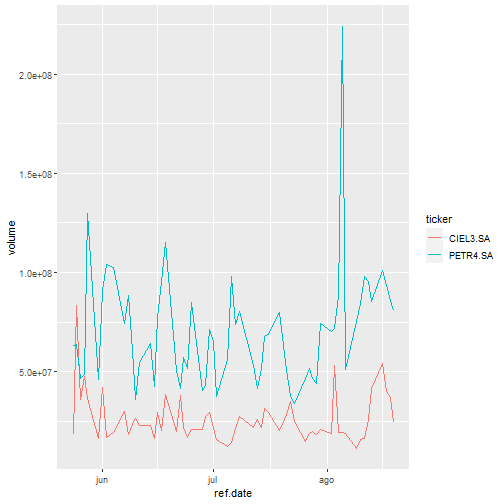 2.0e+08
1.5e+08
1.0e+08
5.0e+07
volume
jun
jul
ago
ref.date
ticker
CIEL3.SA
PETR4.SA